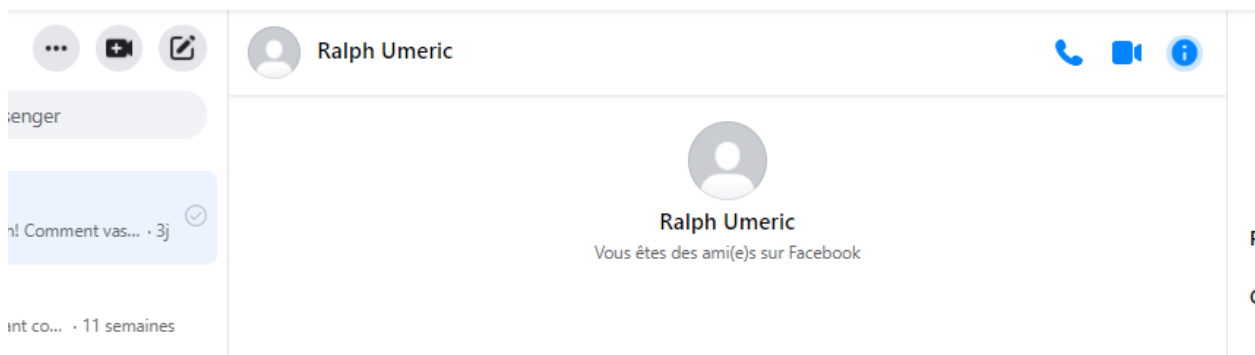 Ralph Umeric
senger
Ralph Umeric
Vous êtes des ami(e)s sur Facebook
! Comment vas... · 3j
ant co... · 11 semaines